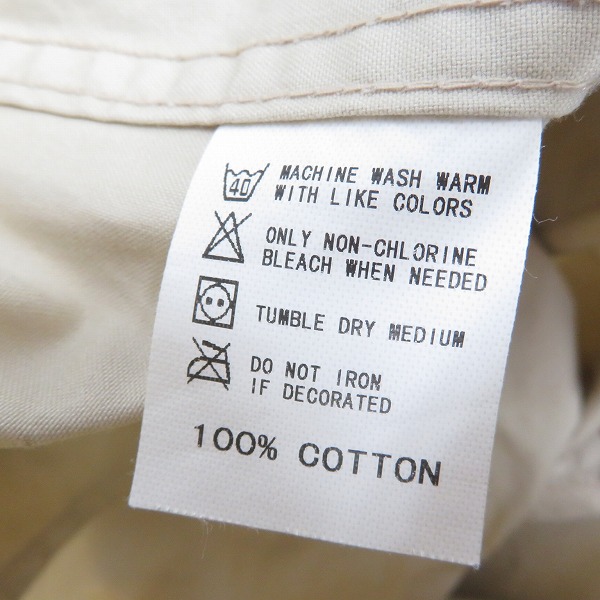 40 MACHINE WASH WARM
WITH LIKE COLORS
ONLY NON-CHLORINE
BLEACH WHEN NEEDED
TUMBLE DRY MEDIUM
DO NOT IRON
IF DECORATED
100% COTTON